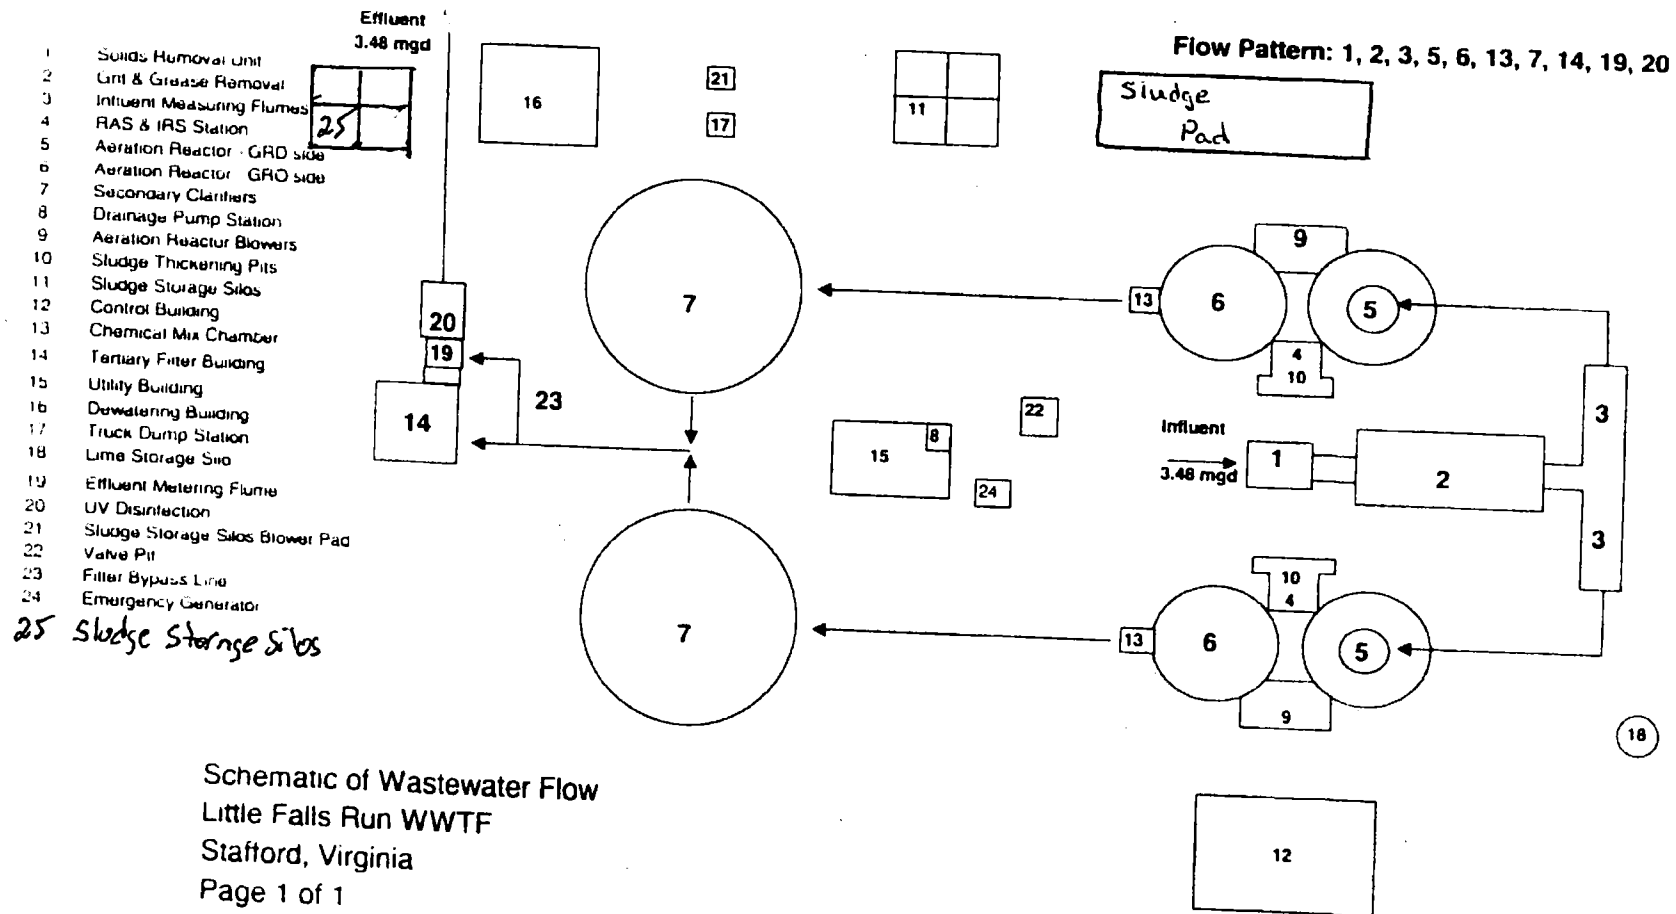 Effluent
3.48 mgd
Flow Pattern: 1, 2, 3, 5, 6, 13, 7, 14, 19, 20
1 Solids Removal Unit
2 Grit & Grease Removal
3 Influent Measuring Flumes
4 RAS & IRS Station
5 Aeration Reactor - GRD side
6 Aeration Reactor GRO side
7 Secondary Clarifiers
8 Drainage Pump Station
9 Aeration Reactor Blowers
10 Sludge Thickening Pits
11 Sludge Storage Silos
12 Control Building
13 Chemical Mix Chamber
14 Tertiary Filter Building
15 Utility Building
16 Dewatering Building
17 Truck Dump Station
18 Lime Storage Silo
19 Effluent Metering Flume
20 UV Disinfection
21 Sludge Storage Silos Blower Pad
22 Valve Pit
23 Filter Bypass Line
24 Emergency Generator
25 Sludge Storage Silos
25
16
21
17
11
Sludge
Pad
9
6
5
13
7
4
10
20
19
14
23
22
15
8
24
Influent
3.48 mgd
1
2
3
3
10
4
13
6
5
7
9
18
12
Schematic of Wastewater Flow
Little Falls Run WWTF
Stafford, Virginia
Page 1 of 1